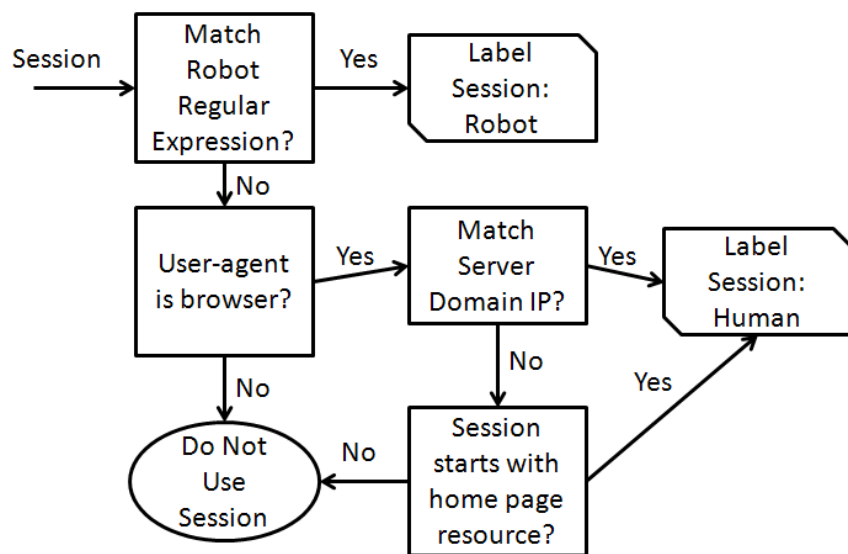 Session
Match
Robot
Regular
Expression?
Yes
Label
Session:
Robot
No
User-agent
is browser?
Yes
Match
Server
Domain IP?
Yes
Label
Session:
Human
No
No
Yes
Do Not
Use
Session
No
Session
starts with
home page
resource?